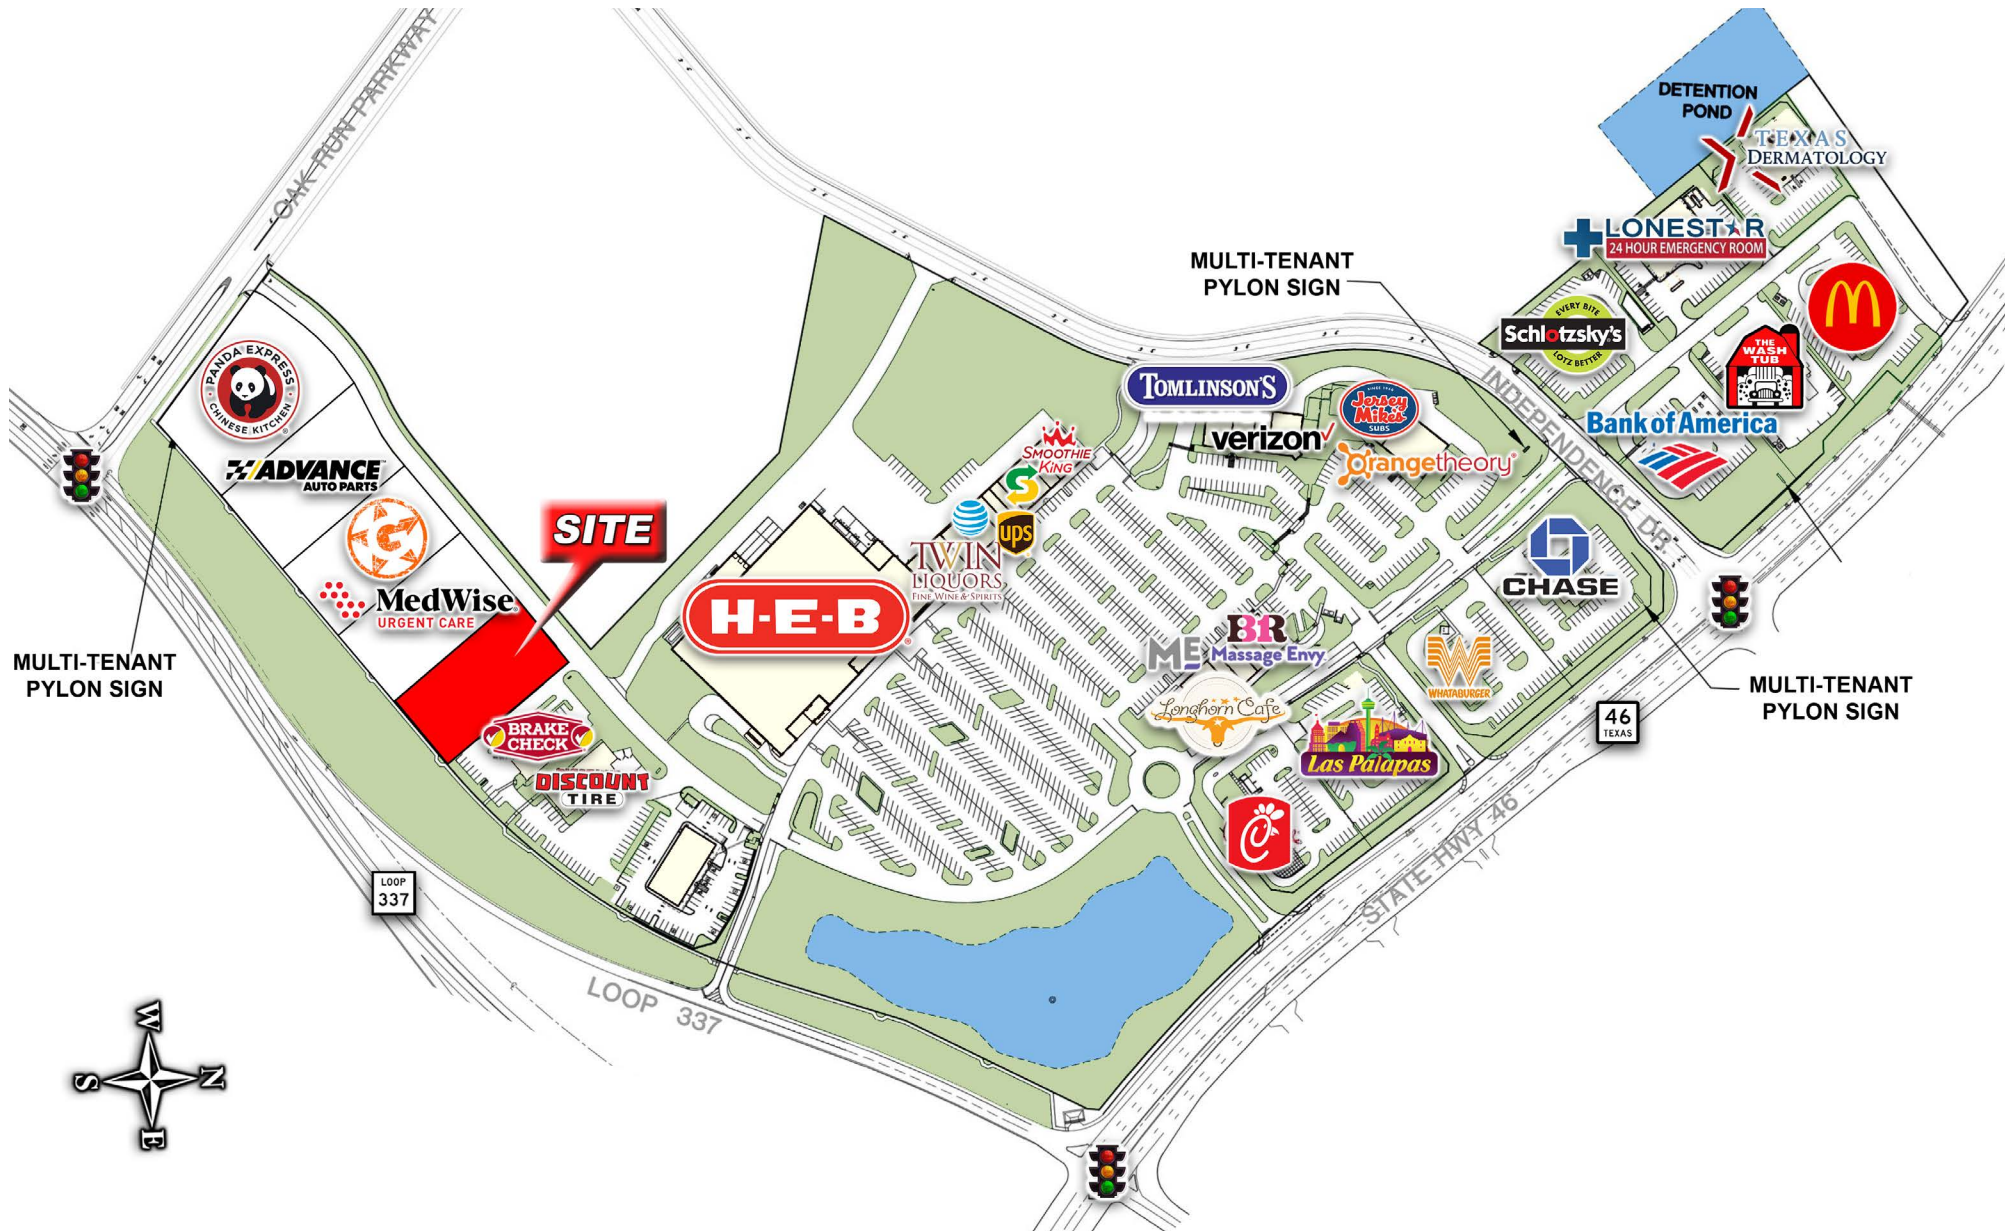 OAK RUN PARKWAY
DETENTION
POND
TEXAS
DERMATOLOGY
LONESTAR
24 HOUR EMERGENCY ROOM
MULTI-TENANT
PYLON SIGN
EVERY BITE
Schlotzsky's
LOTZ BETTER
THE
WASH
TUB
PANDA EXPRESS
CHINESE KITCHEN
TOMLINSON'S
SINCE 1956
Jersey
Mike's
SUBS
INDEPENDENCE DR.
Bank of America
verizon
orangetheory
SMOOTHIE
KING
ADVANCE
AUTO PARTS
G
SITE
ups
TWIN
LIQUORS
FINE WINE & SPIRITS
CHASE
MedWise
URGENT CARE
H-E-B
BR
ME Massage Envy
W
WHATABURGER
MULTI-TENANT
PYLON SIGN
MULTI-TENANT
PYLON SIGN
Longhorn Cafe
46
TEXAS
BRAKE
CHECK
Las Palapas
DISCOUNT
TIRE
STATE HWY 46
LOOP
337
LOOP 337
W
S
N
E